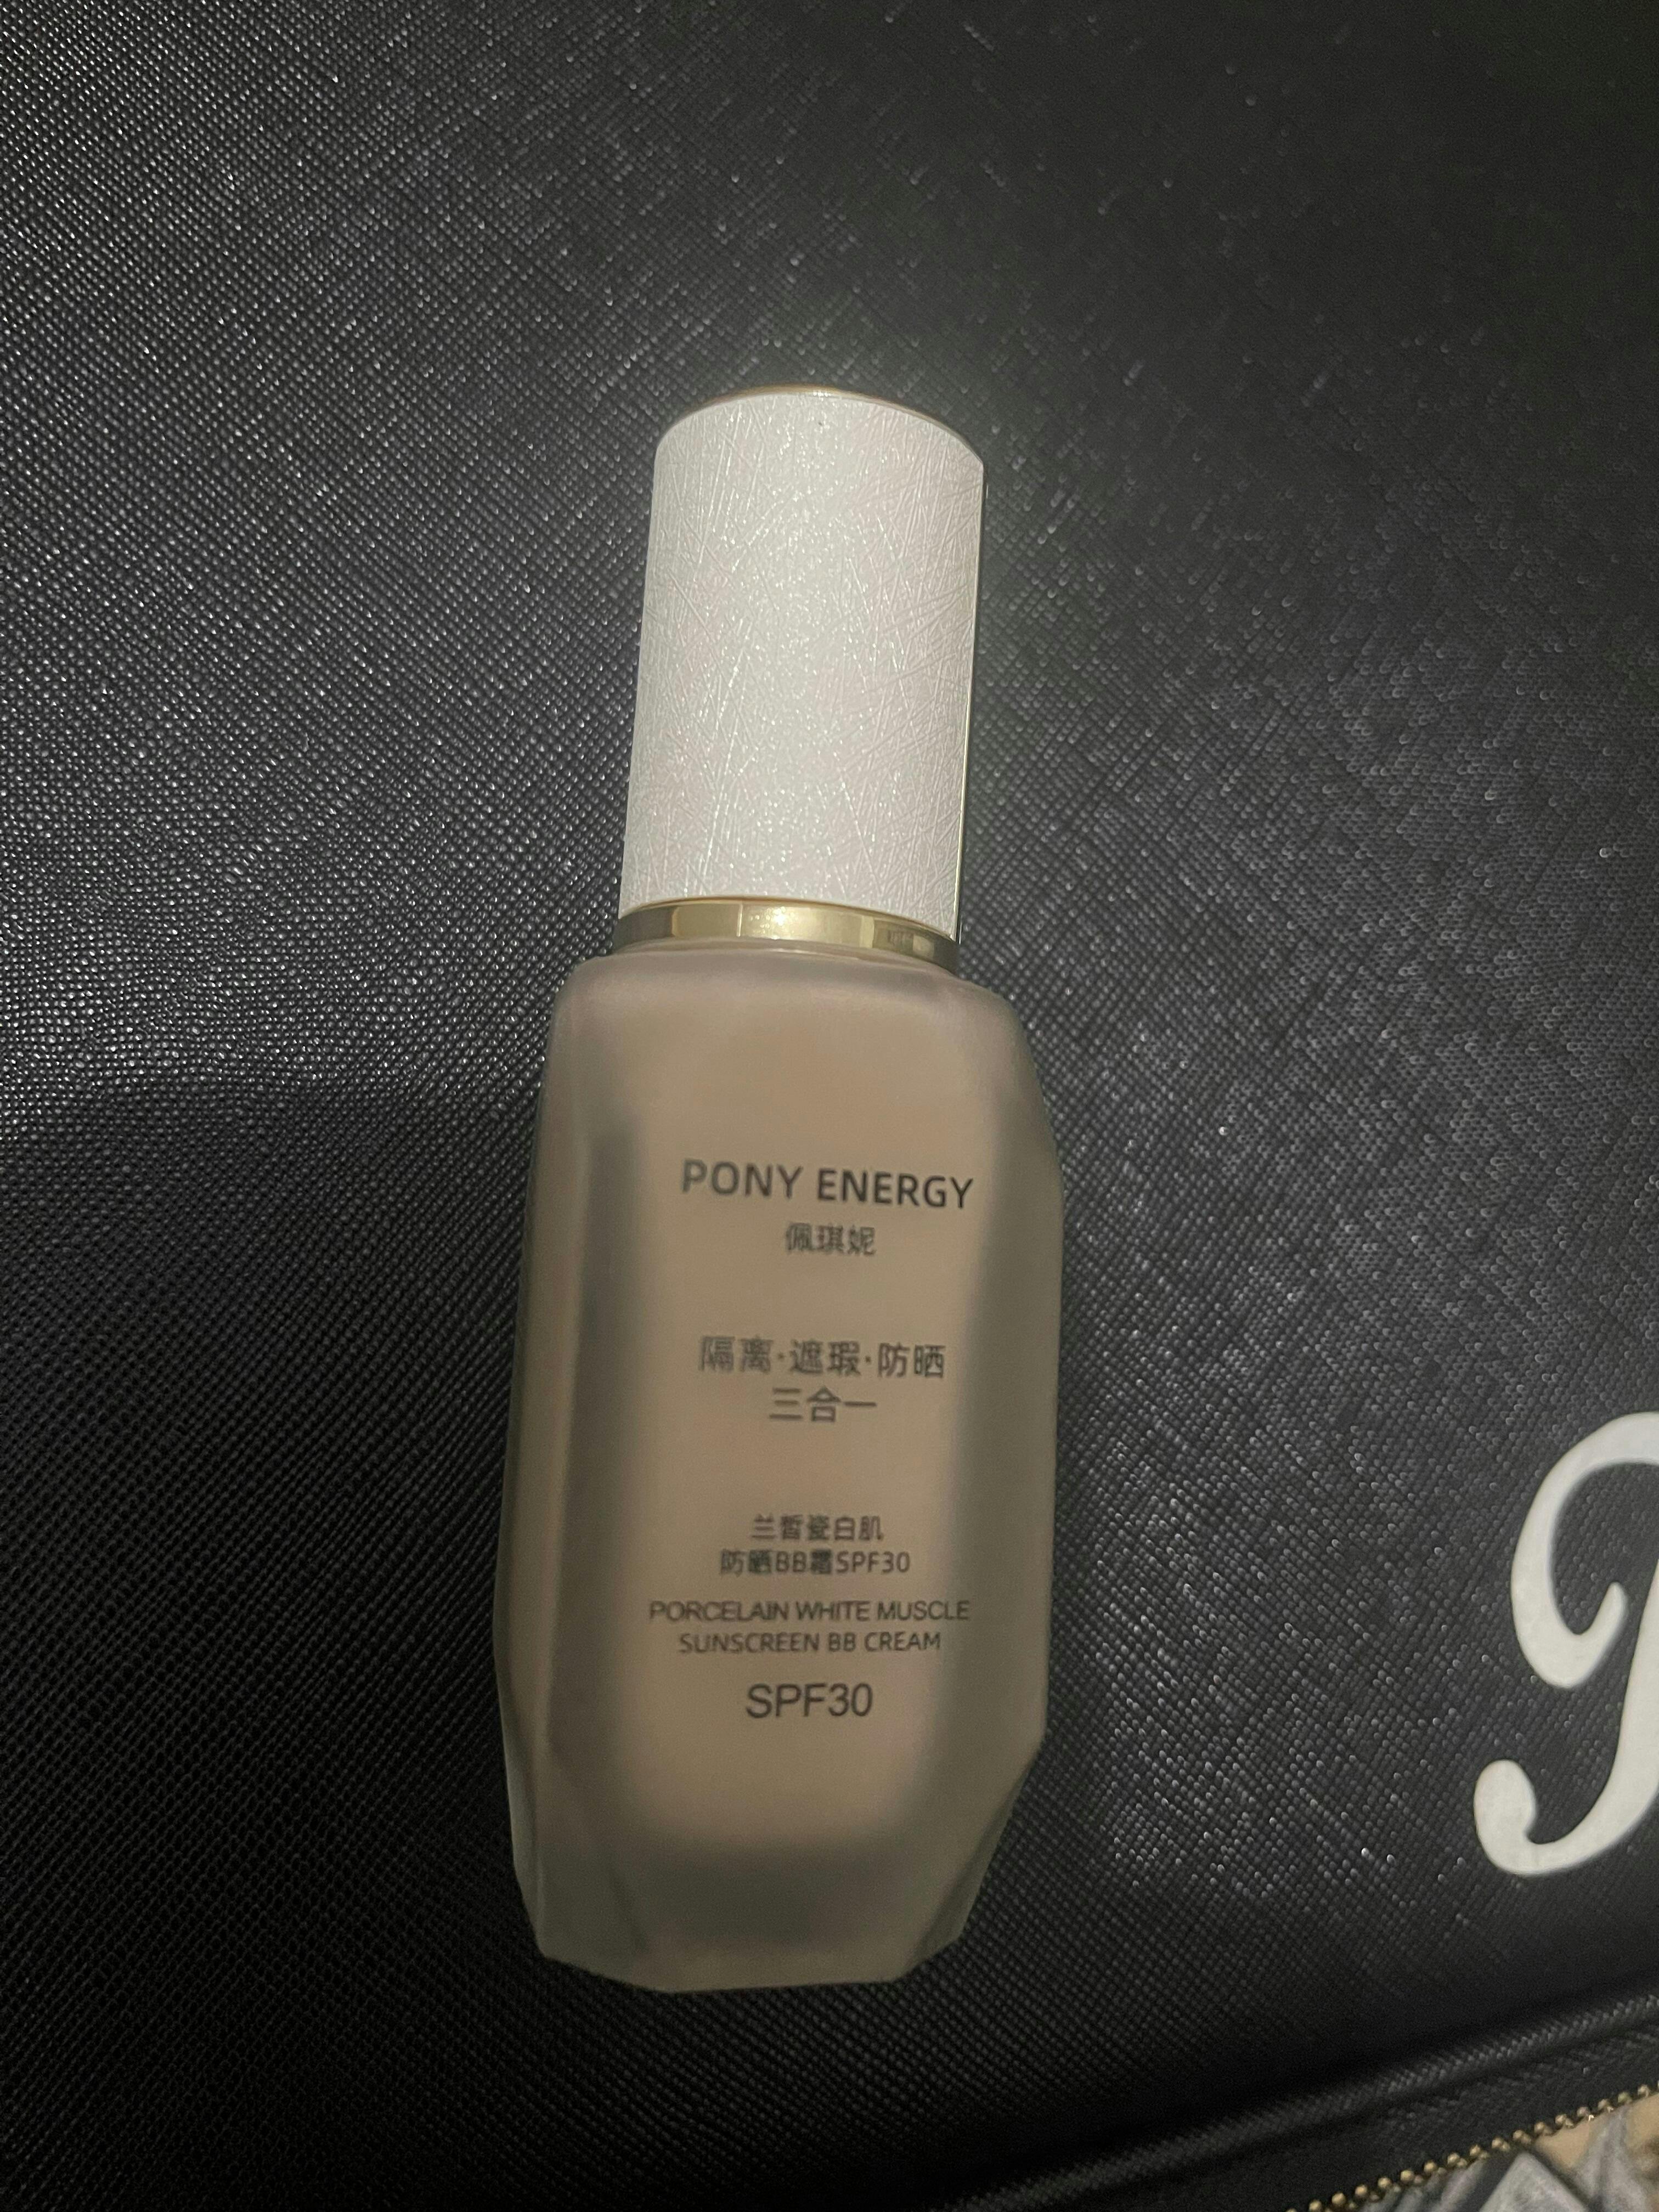 PONY ENERGY
佩琪妮
隔离·遮瑕·防晒
三合一
兰皙瓷白肌
防晒BB霜SPF30
PORCELAIN WHITE MUSCLE
SUNSCREEN BB CREAM
SPF30